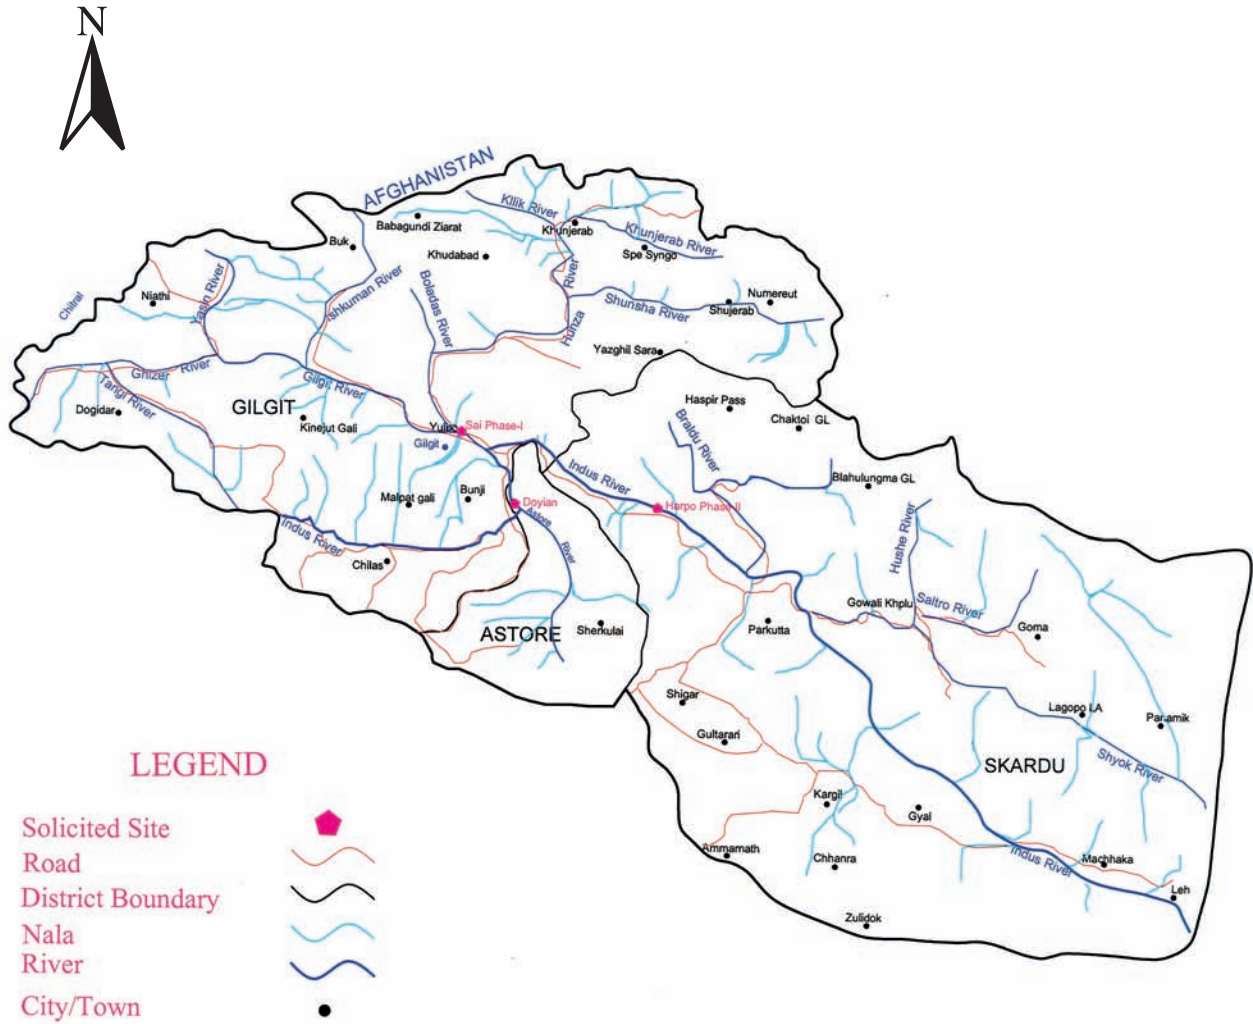 N
AFGHANISTAN
Kllik River
Babagundi Ziarat
Khunjerab
Khunjerab River
Buk
Khudabad
Spe Syngo
Chitral
Niathi
Yasin River
Ishkuman River
Boladas River
River
Hunza
Shunsha River
Shujerab
Numereut
Yazghil Sara
Ghizer River
Tangi River
Gilgit River
Dogidar
GILGIT
Kinejut Gali
Yulbo
Sai Phase-I
Gilgit
Haspir Pass
Chaktoi GL
Braldu River
Indus River
Blahulungma GL
Malpat gali
Bunji
Doyian
Astore
River
Harpo Phase-II
Indus River
Chilas
Hushe River
Gowali Khplu
Saltro River
Goma
ASTORE
Sherkulai
Parkutta
Shigar
Gultarari
Lagopo LA
Panamik
Shyok River
SKARDU
Kargil
Gyal
Ammarnath
Chhanra
Indus River
Machhaka
Leh
Zulidok
LEGEND
Solicited Site
Road
District Boundary
Nala
River
City/Town